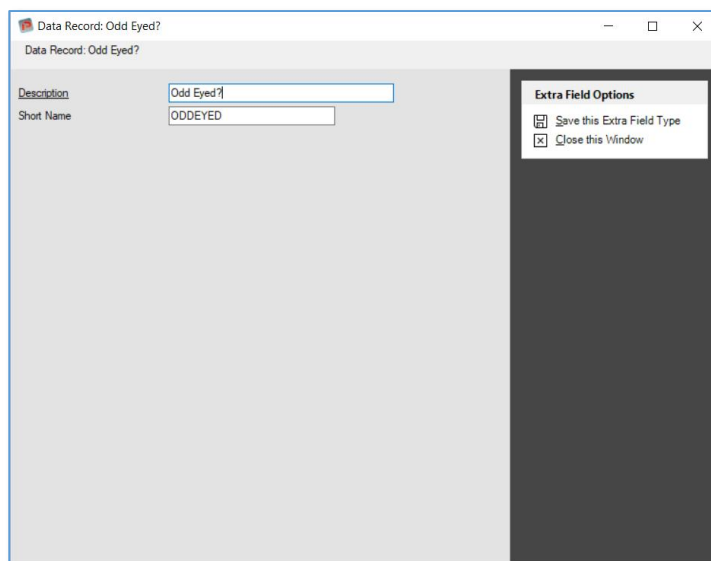 Data Record: Odd Eyed?
Data Record: Odd Eyed?
Description
Odd Eyed?
Short Name
ODDEYED
Extra Field Options
Save this Extra Field Type
Close this Window